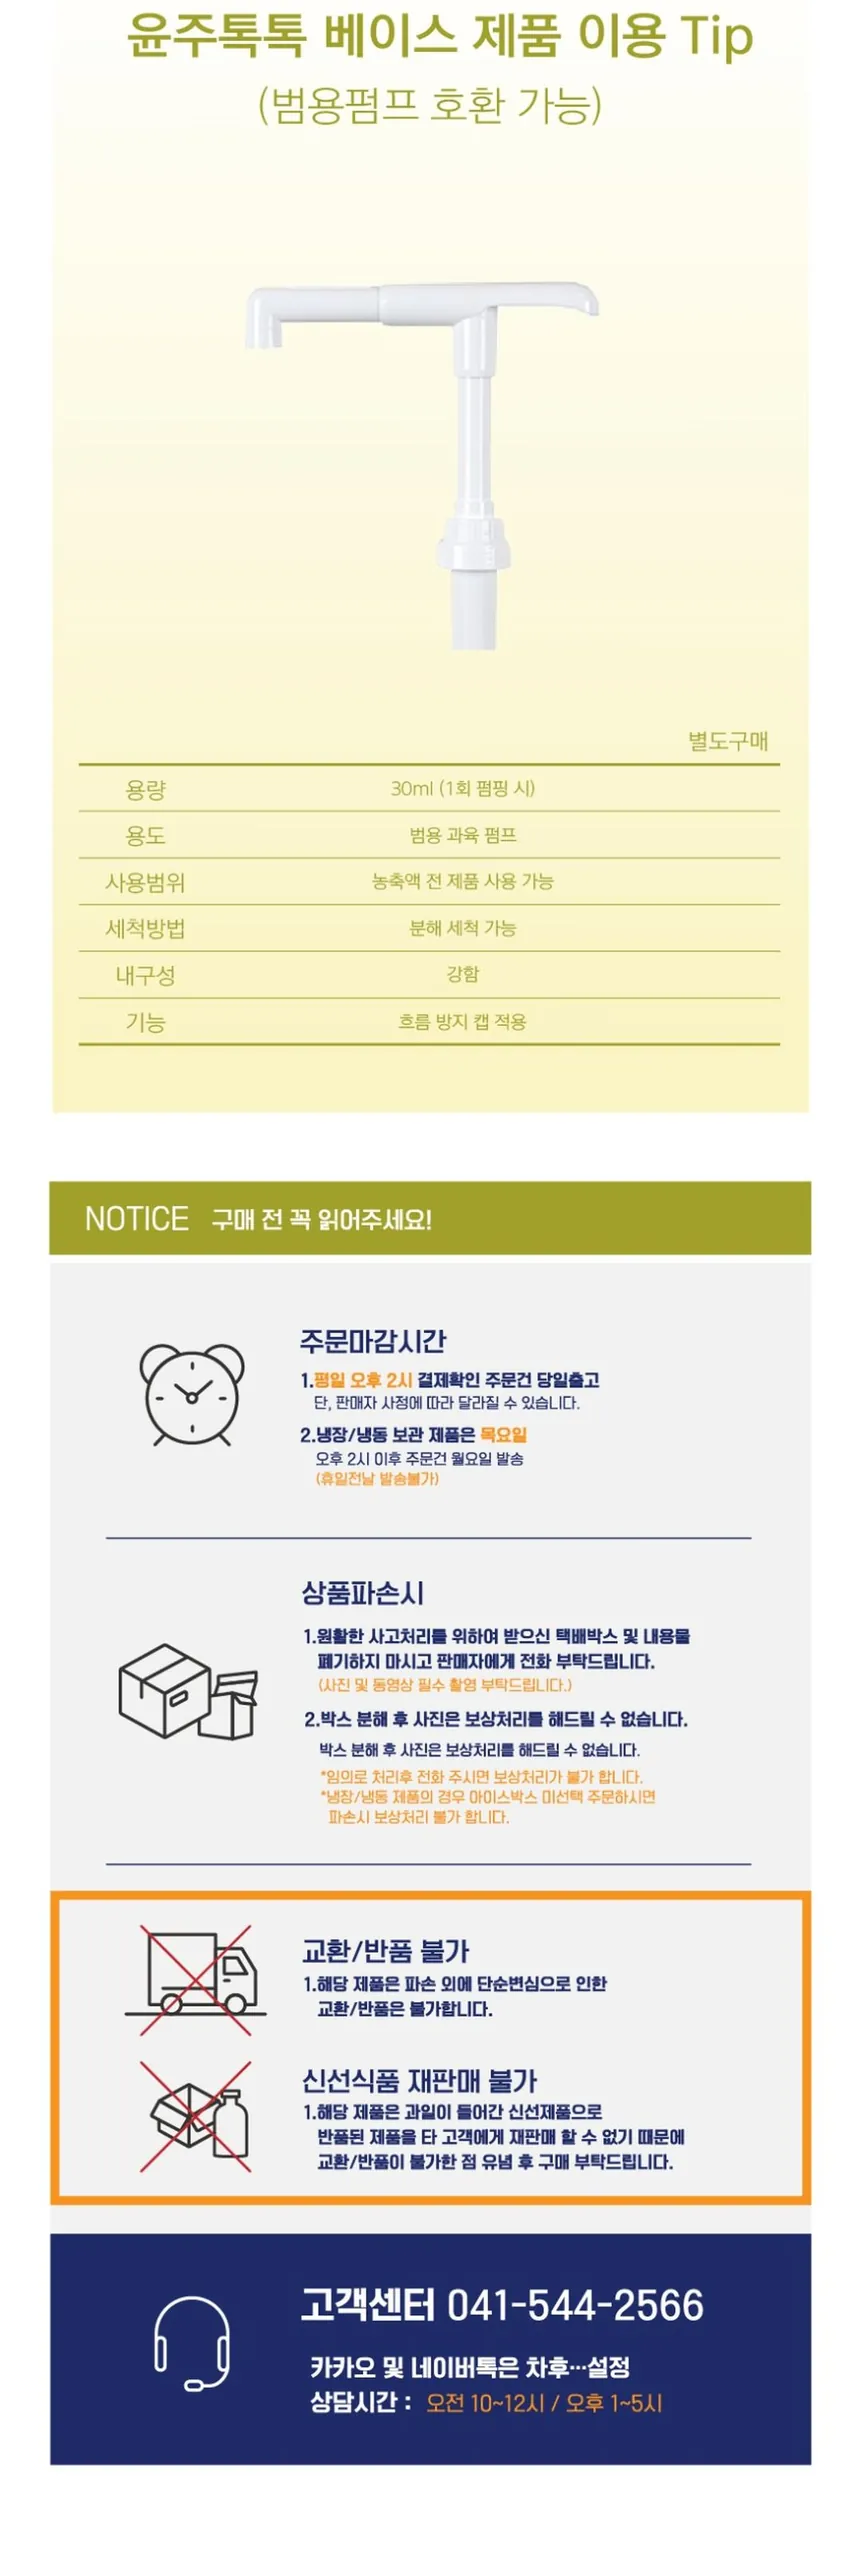 윤주톡톡 베이스 제품 이용 Tip
(범용펌프 호환 가능)
별도구매
용량 30ml (1회 펌핑 시)
용도 범용 과육 펌프
사용범위 농축액 전 제품 사용 가능
세척방법 분해 세척 가능
내구성 강함
기능 흐름 방지 캡 적용
NOTICE 구매 전 꼭 읽어주세요!
주문마감시간
1.평일 오후 2시 결제확인 주문건 당일출고
단, 판매자 사정에 따라 달라질 수 있습니다.
2.냉장/냉동 보관 제품은 목요일
오후 2시 이후 주문건 월요일 발송
(휴일전날 발송불가)
상품파손시
1.원활한 사고처리를 위하여 받으신 택배박스 및 내용물
폐기하지 마시고 판매자에게 전화 부탁드립니다.
(사진 및 동영상 필수 촬영 부탁드립니다.)
2.박스 분해 후 사진은 보상처리를 해드릴 수 없습니다.
박스 분해 후 사진은 보상처리를 해드릴 수 없습니다.
*임의로 처리후 전화 주시면 보상처리가 불가 합니다.
*냉장/냉동 제품의 경우 아이스박스 미선택 주문하시면
파손시 보상처리 불가 합니다.
교환/반품 불가
1.해당 제품은 파손 외에 단순변심으로 인한
교환/반품은 불가합니다.
신선식품 재판매 불가
1.해당 제품은 과일이 들어간 신선제품으로
반품된 제품을 타 고객에게 재판매 할 수 없기 때문에
교환/반품이 불가한 점 유념 후 구매 부탁드립니다.
고객센터 041-544-2566
카카오 및 네이버톡은 차후…설정
상담시간 : 오전 10~12시 / 오후 1~5시